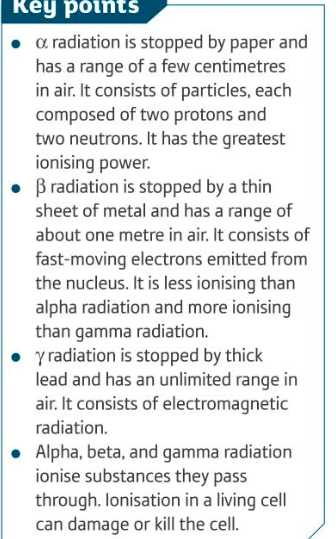 Key points
• α radiation is stopped by paper and
has a range of a few centimetres
in air. It consists of particles, each
composed of two protons and
two neutrons. It has the greatest
ionising power.
• β radiation is stopped by a thin
sheet of metal and has a range of
about one metre in air. It consists of
fast-moving electrons emitted from
the nucleus. It is less ionising than
alpha radiation and more ionising
than gamma radiation.
• γ radiation is stopped by thick
lead and has an unlimited range in
air. It consists of electromagnetic
radiation.
• Alpha, beta, and gamma radiation
ionise substances they pass
through. Ionisation in a living cell
can damage or kill the cell.